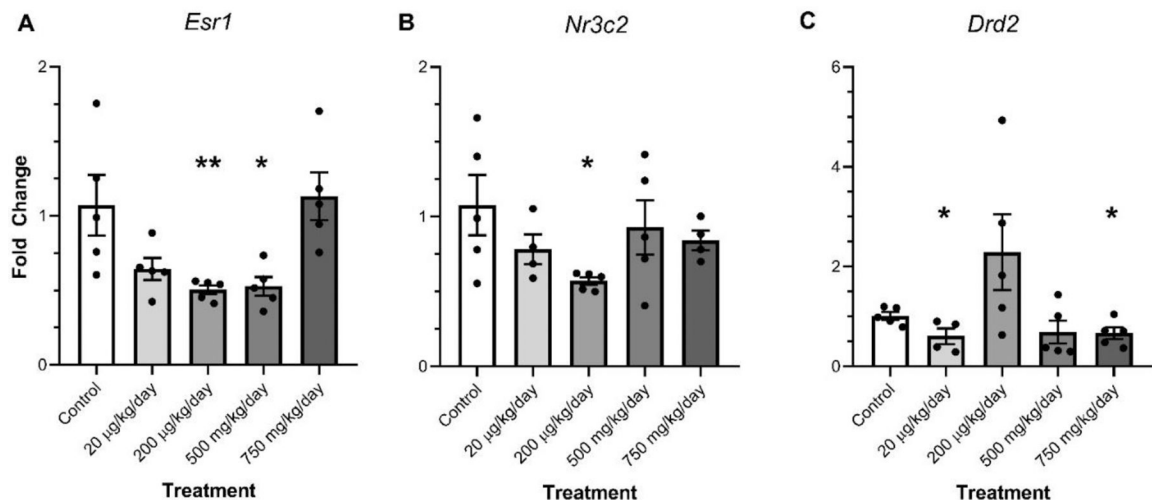 A
Esr1
Fold Change
2
1
0
**
*
Control
20 µg/kg/day
200 µg/kg/day
500 mg/kg/day
750 mg/kg/day
Treatment
B
Nr3c2
2
1
0
*
Control
20 µg/kg/day
200 µg/kg/day
500 mg/kg/day
750 mg/kg/day
Treatment
C
Drd2
6
4
2
0
*
*
Control
20 µg/kg/day
200 µg/kg/day
500 mg/kg/day
750 mg/kg/day
Treatment